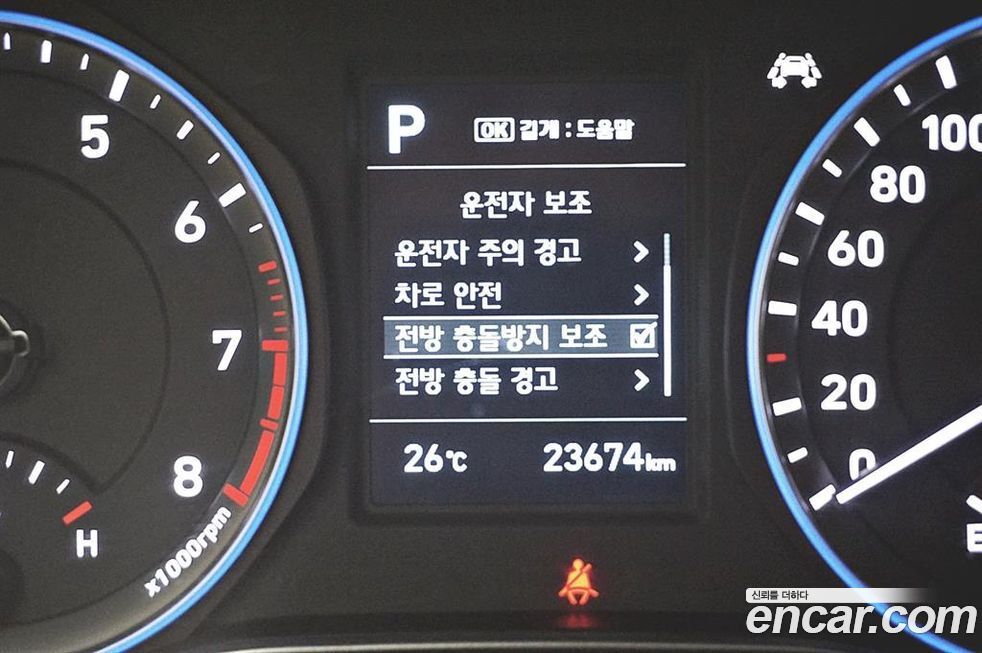 5
6
7
8
x1000rpm
H
P
OK 길게 : 도움말
운전자 보조
운전자 주의 경고
차로 안전
전방 충돌방지 보조
전방 충돌 경고
26℃ 23674km
100
80
60
40
20
0
E
신뢰를 더하다
encar.com